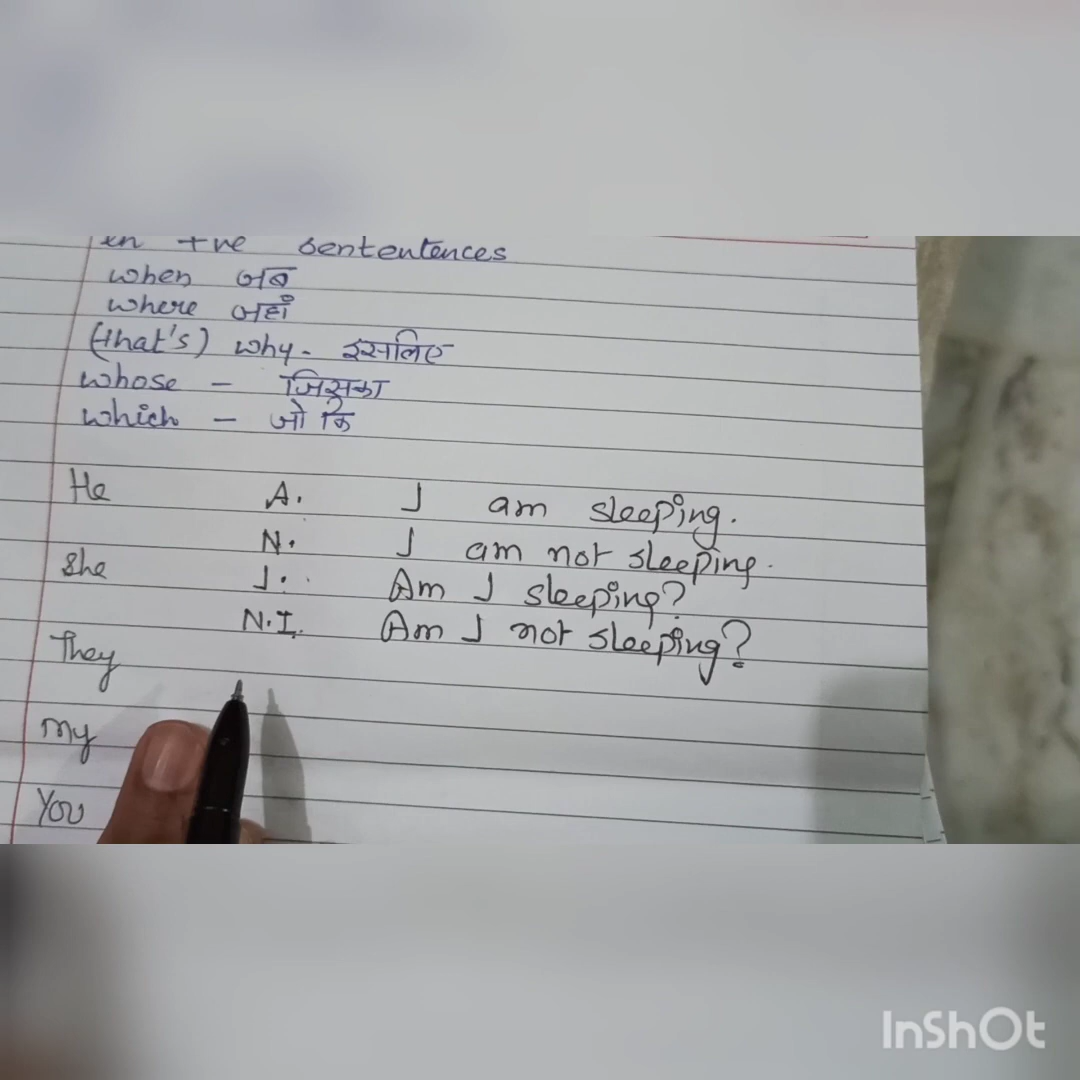 in +ve sententences
when जब
where जहाँ
(that's) why - इसलिए
whose - जिसका
which - जो कि
He A. I am sleeping.
N. I am not sleeping.
She I. Am I sleeping?
N.I. Am I not sleeping?
They
My
You
InShOt